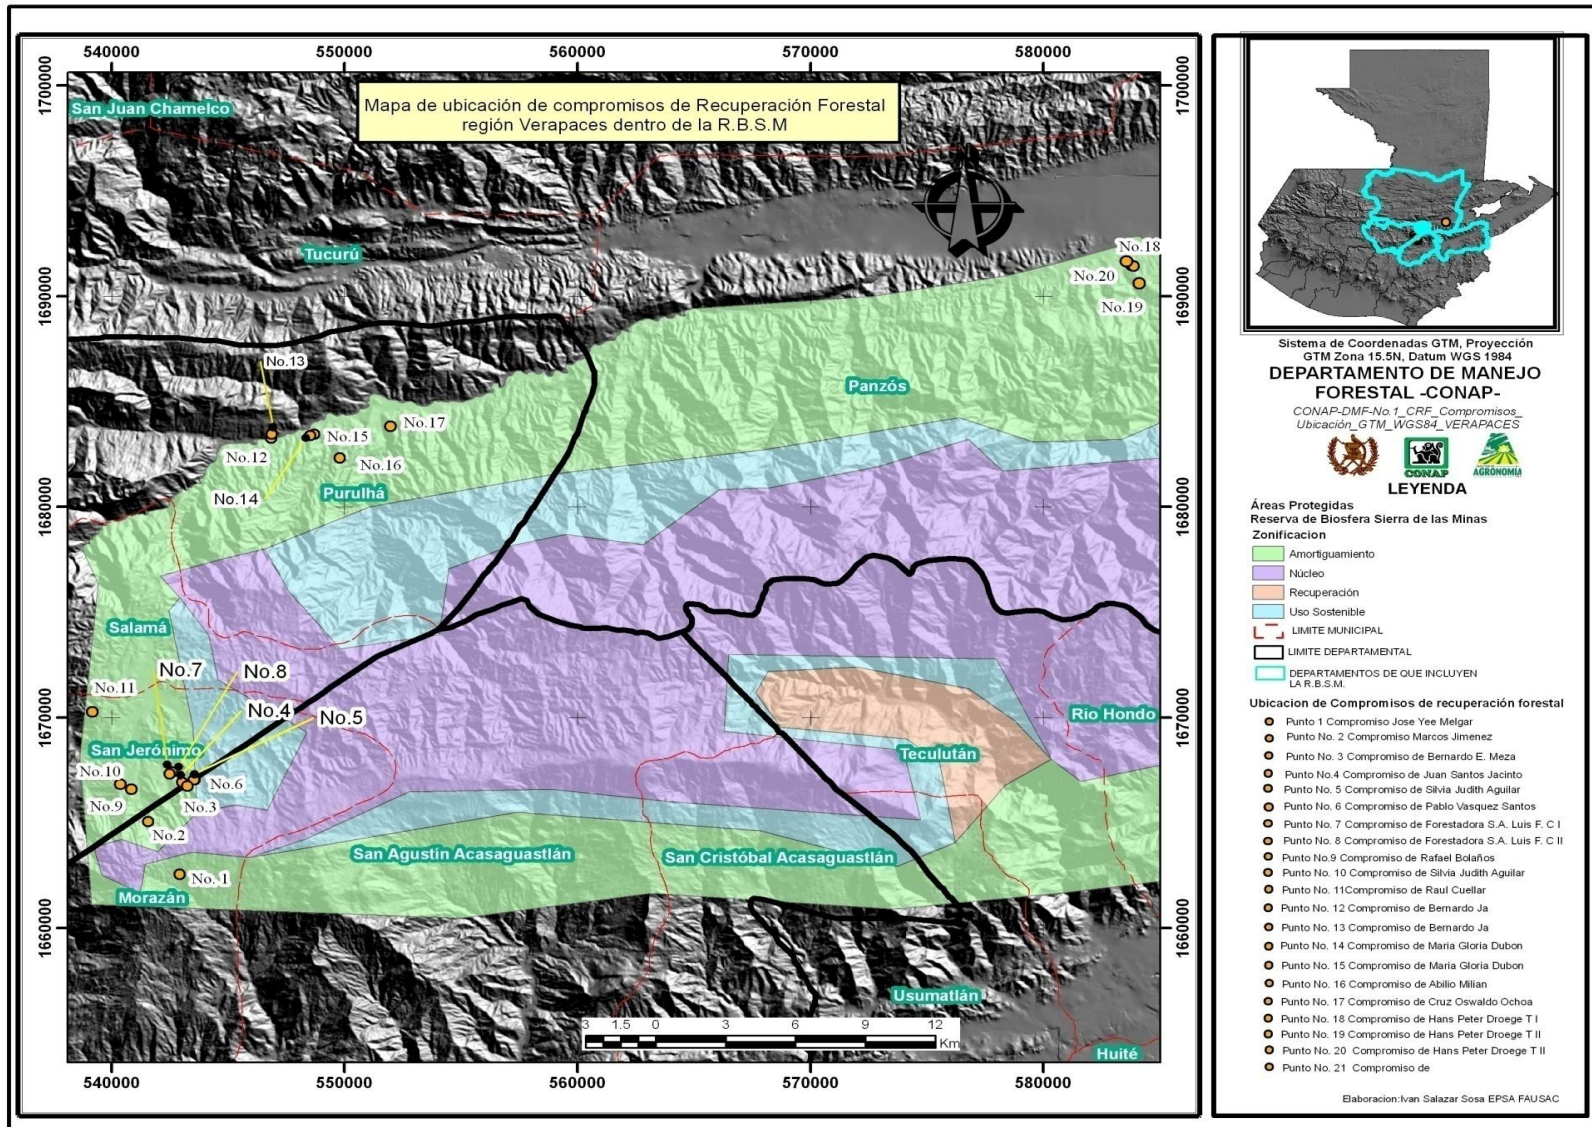 540000
550000
560000
570000
580000
1700000
1690000
1680000
1670000
1660000
1700000
1690000
1680000
1670000
1660000
Mapa de ubicación de compromisos de Recuperación Forestal
región Verapaces dentro de la R.B.S.M
San Juan Chamelco
Tucurú
No.18
No.20
No.19
No.13
Panzós
No.17
No.15
No.12
No.16
No.14
Purulhá
Salamá
No.7
No.8
No.11
No.4
No.5
Rio Hondo
San Jerónimo
Teculután
No.10
No.6
No.9
No.3
No.2
San Agustín Acasaguastlán
San Cristóbal Acasaguastlán
No. 1
Morazán
Usumatlán
3 1.5 0 3 6 9 12
Km
Huité
540000
550000
560000
570000
580000
Sistema de Coordenadas GTM, Proyección
GTM Zona 15.5N, Datum WGS 1984
DEPARTAMENTO DE MANEJO
FORESTAL -CONAP-
CONAP-DMF-No.1_CRF_Compromisos_
Ubicación_GTM_WGS84_VERAPACES
CONAP
AGRONOMIA
LEYENDA
Áreas Protegidas
Reserva de Biosfera Sierra de las Minas
Zonificacion
Amortiguamiento
Núcleo
Recuperación
Uso Sostenible
LIMITE MUNICIPAL
LIMITE DEPARTAMENTAL
DEPARTAMENTOS DE QUE INCLUYEN
LA R.B.S.M.
Ubicacion de Compromisos de recuperación forestal
Punto 1 Compromiso Jose Yee Melgar
Punto No. 2 Compromiso Marcos Jimenez
Punto No. 3 Compromiso de Bernardo E. Meza
Punto No.4 Compromiso de Juan Santos Jacinto
Punto No. 5 Compromiso de Silvia Judith Aguilar
Punto No. 6 Compromiso de Pablo Vasquez Santos
Punto No. 7 Compromiso de Forestadora S.A. Luis F. C I
Punto No. 8 Compromiso de Forestadora S.A. Luis F. C II
Punto No.9 Compromiso de Rafael Bolaños
Punto No. 10 Compromiso de Silvia Judith Aguilar
Punto No. 11Compromiso de Raul Cuellar
Punto No. 12 Compromiso de Bernardo Ja
Punto No. 13 Compromiso de Bernardo Ja
Punto No. 14 Compromiso de Maria Gloria Dubon
Punto No. 15 Compromiso de Maria Gloria Dubon
Punto No. 16 Compromiso de Abilio Milian
Punto No. 17 Compromiso de Cruz Oswaldo Ochoa
Punto No. 18 Compromiso de Hans Peter Droege T I
Punto No. 19 Compromiso de Hans Peter Droege T II
Punto No. 20 Compromiso de Hans Peter Droege T II
Punto No. 21 Compromiso de
Elaboracion:Ivan Salazar Sosa EPSA FAUSAC